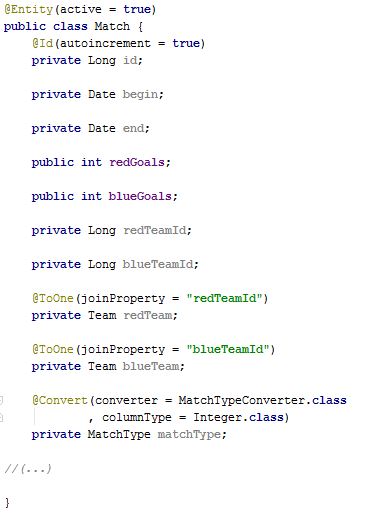 @Entity(active = true)
public class Match {
@Id(autoincrement = true)
private Long id;
private Date begin;
private Date end;
public int redGoals;
public int blueGoals;
private Long redTeamId;
private Long blueTeamId;
@ToOne(joinProperty = "redTeamId")
private Team redTeam;
@ToOne(joinProperty = "blueTeamId")
private Team blueTeam;
@Convert(converter = MatchTypeConverter.class
, columnType = Integer.class)
private MatchType matchType;
//(...)
}